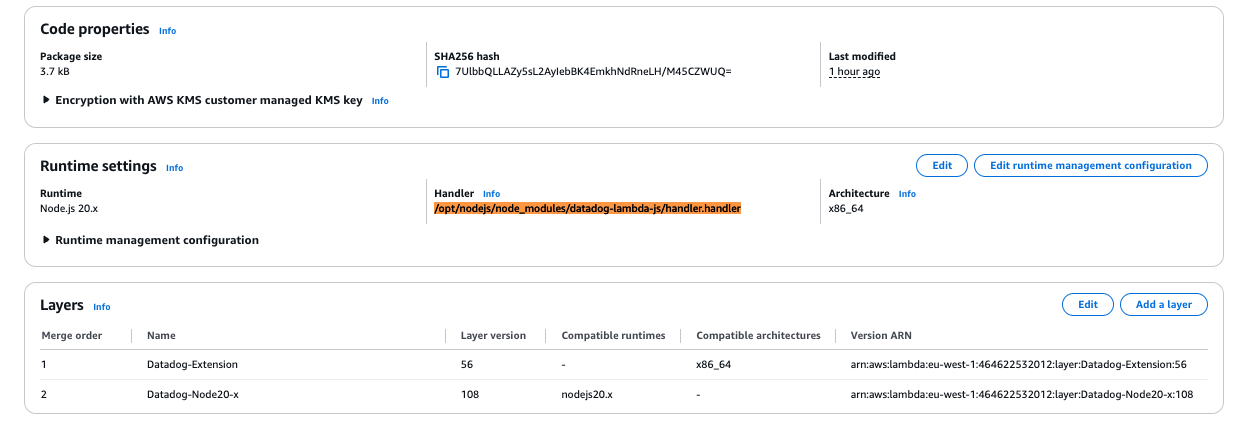 Code properties Info
Package size SHA256 hash Last modified
3.7 kB 7UlbbQLLAZy5sL2AyIebBK4EmkhNdRneLH/M45CZWUQ= 1 hour ago
Encryption with AWS KMS customer managed KMS key Info
Runtime settings Info Edit Edit runtime management configuration
Runtime Handler Info Architecture Info
Node.js 20.x /opt/nodejs/node_modules/datadog-lambda-js/handler.handler x86_64
Runtime management configuration
Layers Info Edit Add a layer
Merge order Name Layer version Compatible runtimes Compatible architectures Version ARN
1 Datadog-Extension 56 - x86_64 arn:aws:lambda:eu-west-1:464622532012:layer:Datadog-Extension:56
2 Datadog-Node20-x 108 nodejs20.x - arn:aws:lambda:eu-west-1:464622532012:layer:Datadog-Node20-x:108